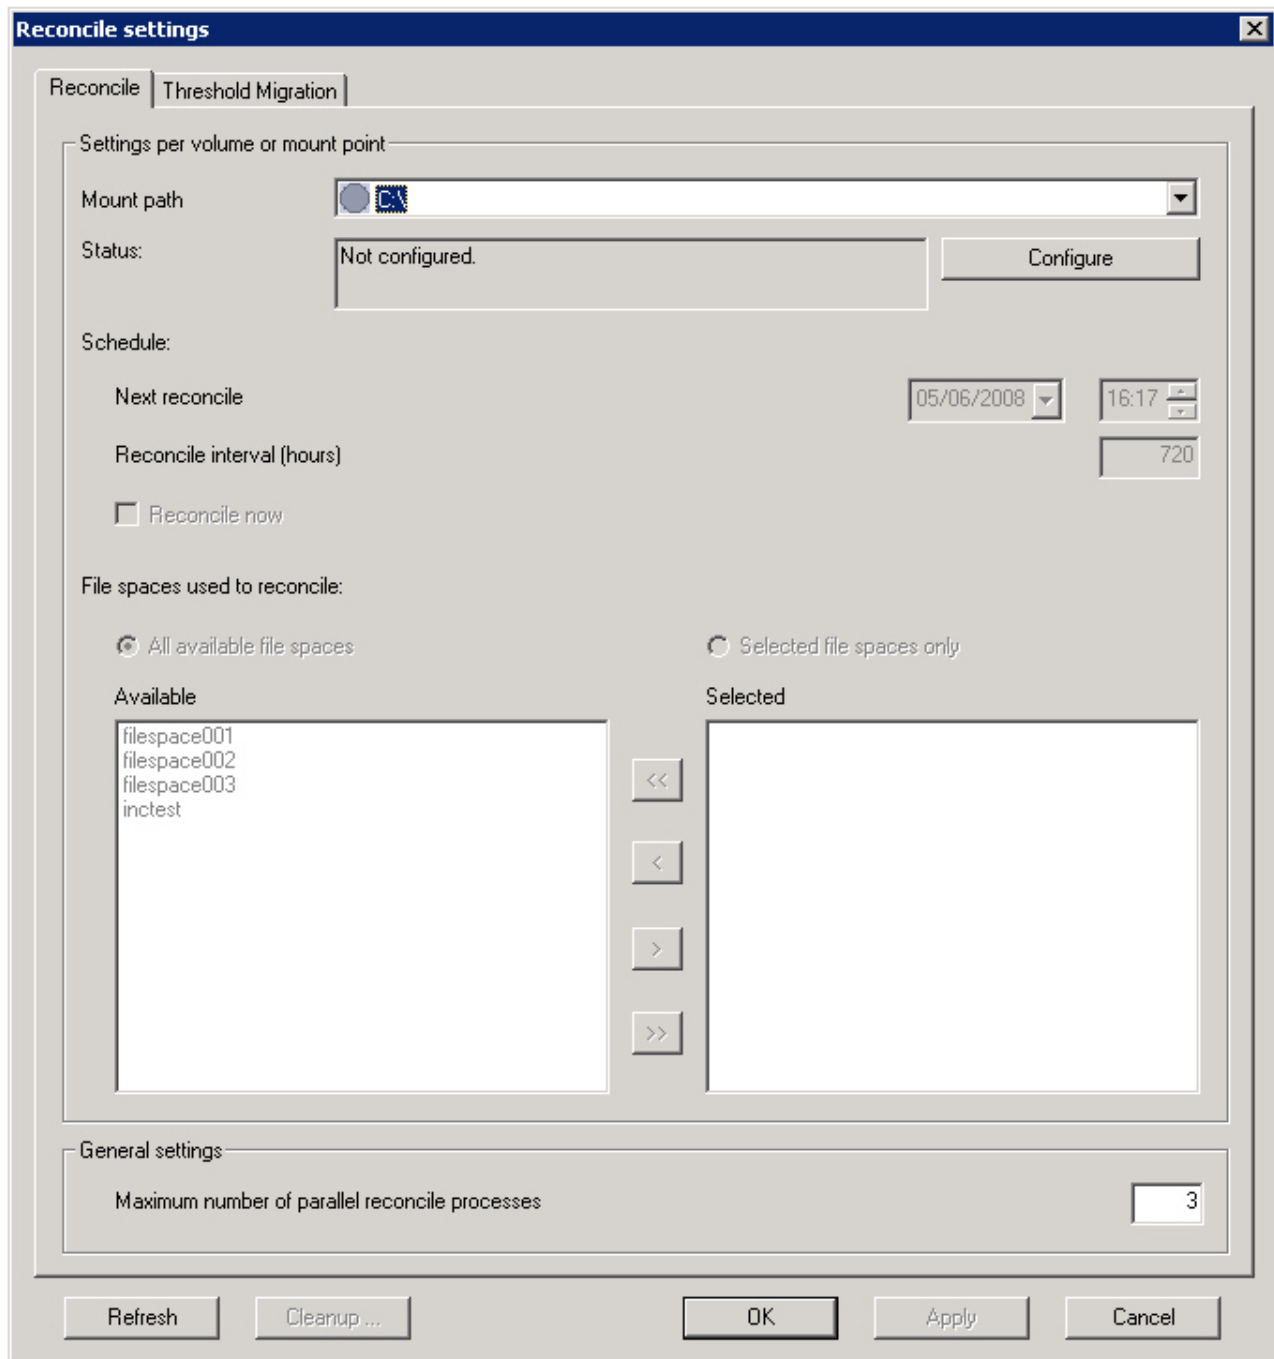 Reconcile settings
Reconcile
Threshold Migration
Settings per volume or mount point
Mount path
C:\
Status:
Not configured.
Configure
Schedule:
Next reconcile
05/06/2008
16:17
Reconcile interval (hours)
720
Reconcile now
File spaces used to reconcile:
All available file spaces
Selected file spaces only
Available
Selected
filespace001
filespace002
filespace003
inctest
<<
<
>
>>
General settings
Maximum number of parallel reconcile processes
3
Refresh
Cleanup ...
OK
Apply
Cancel